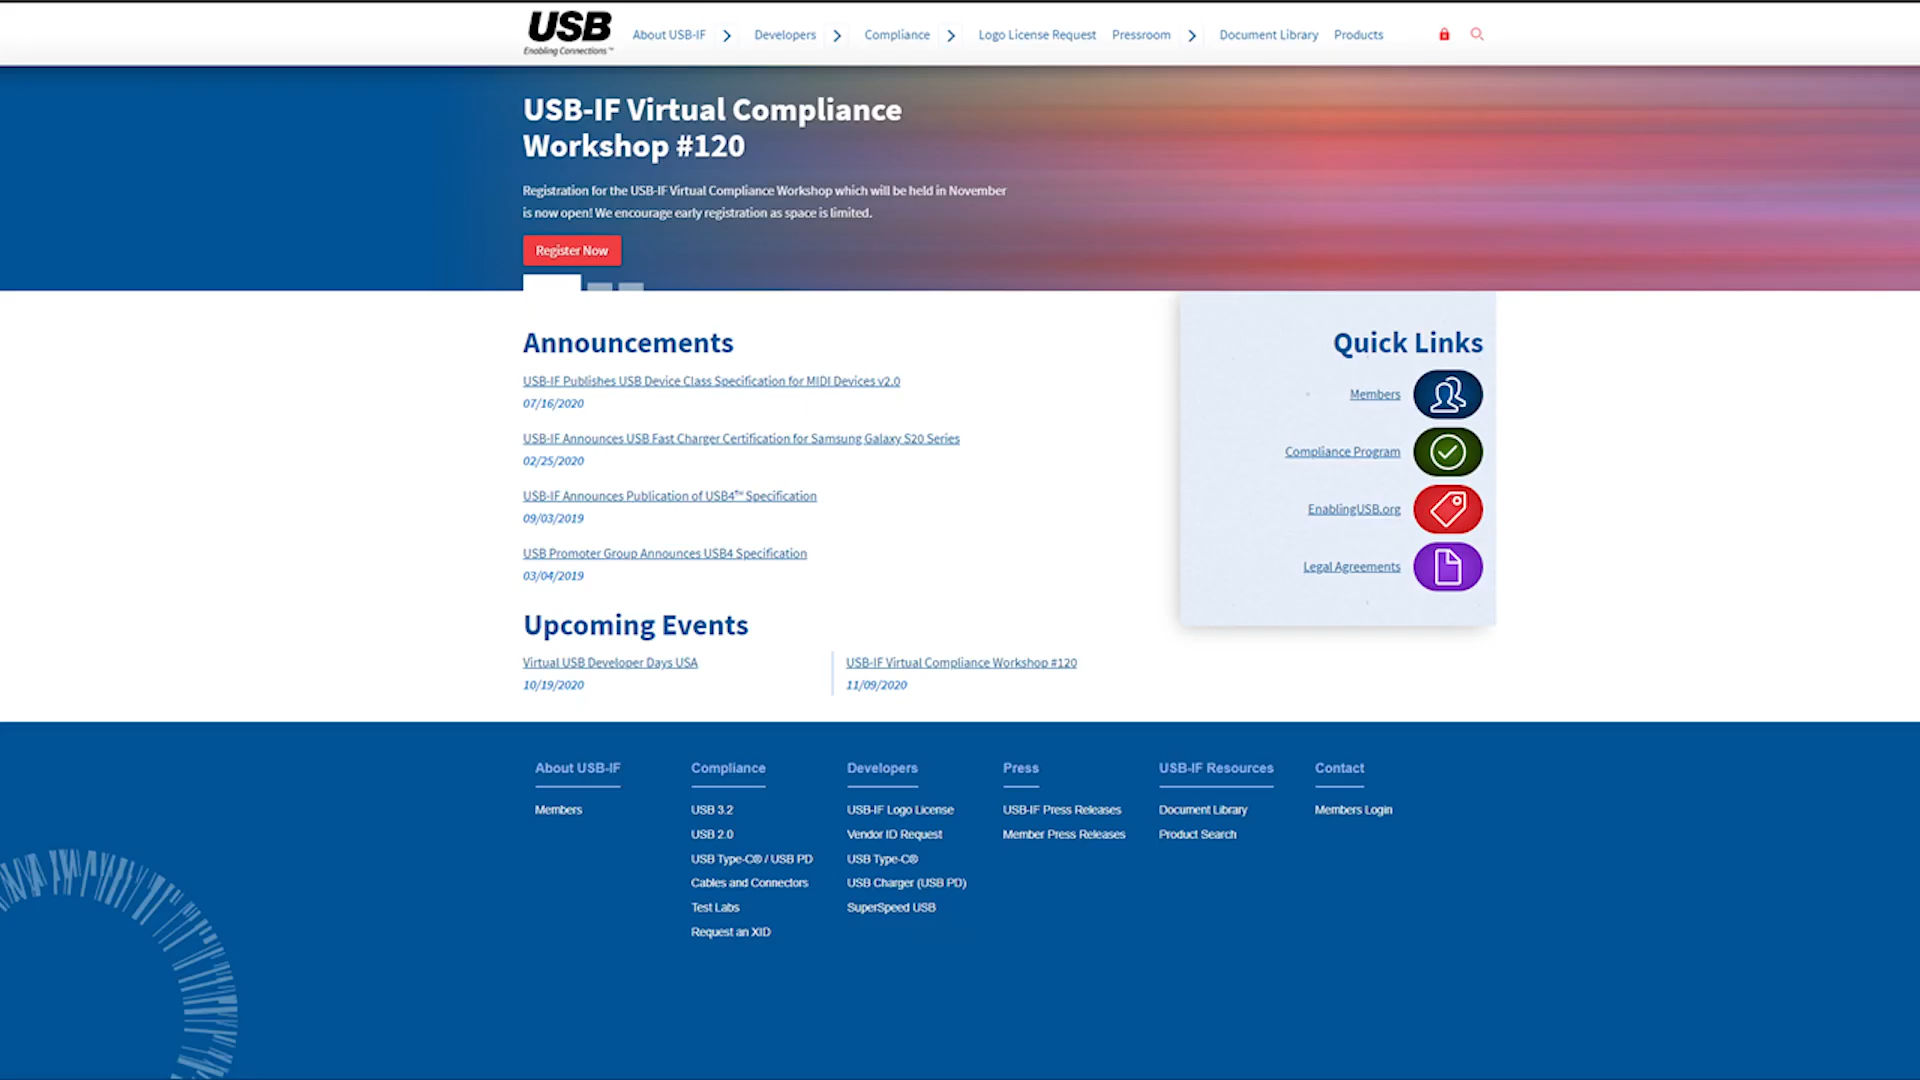 USB
Enabling Connections™
About USB-IF
Developers
Compliance
Logo License Request
Pressroom
Document Library
Products
USB-IF Virtual Compliance
Workshop #120
Registration for the USB-IF Virtual Compliance Workshop which will be held in November
is now open! We encourage early registration as space is limited.
Register Now
Announcements
USB-IF Publishes USB Device Class Specification for MIDI Devices v2.0
07/16/2020
USB-IF Announces USB Fast Charger Certification for Samsung Galaxy S20 Series
02/25/2020
USB-IF Announces Publication of USB4™ Specification
09/03/2019
USB Promoter Group Announces USB4 Specification
03/04/2019
Quick Links
Members
Compliance Program
EnablingUSB.org
Legal Agreements
Upcoming Events
Virtual USB Developer Days USA
10/19/2020
USB-IF Virtual Compliance Workshop #120
11/09/2020
About USB-IF
Members
Compliance
USB 3.2
USB 2.0
USB Type-C® / USB PD
Cables and Connectors
Test Labs
Request an XID
Developers
USB-IF Logo License
Vendor ID Request
USB Type-C®
USB Charger (USB PD)
SuperSpeed USB
Press
USB-IF Press Releases
Member Press Releases
USB-IF Resources
Document Library
Product Search
Contact
Members Login